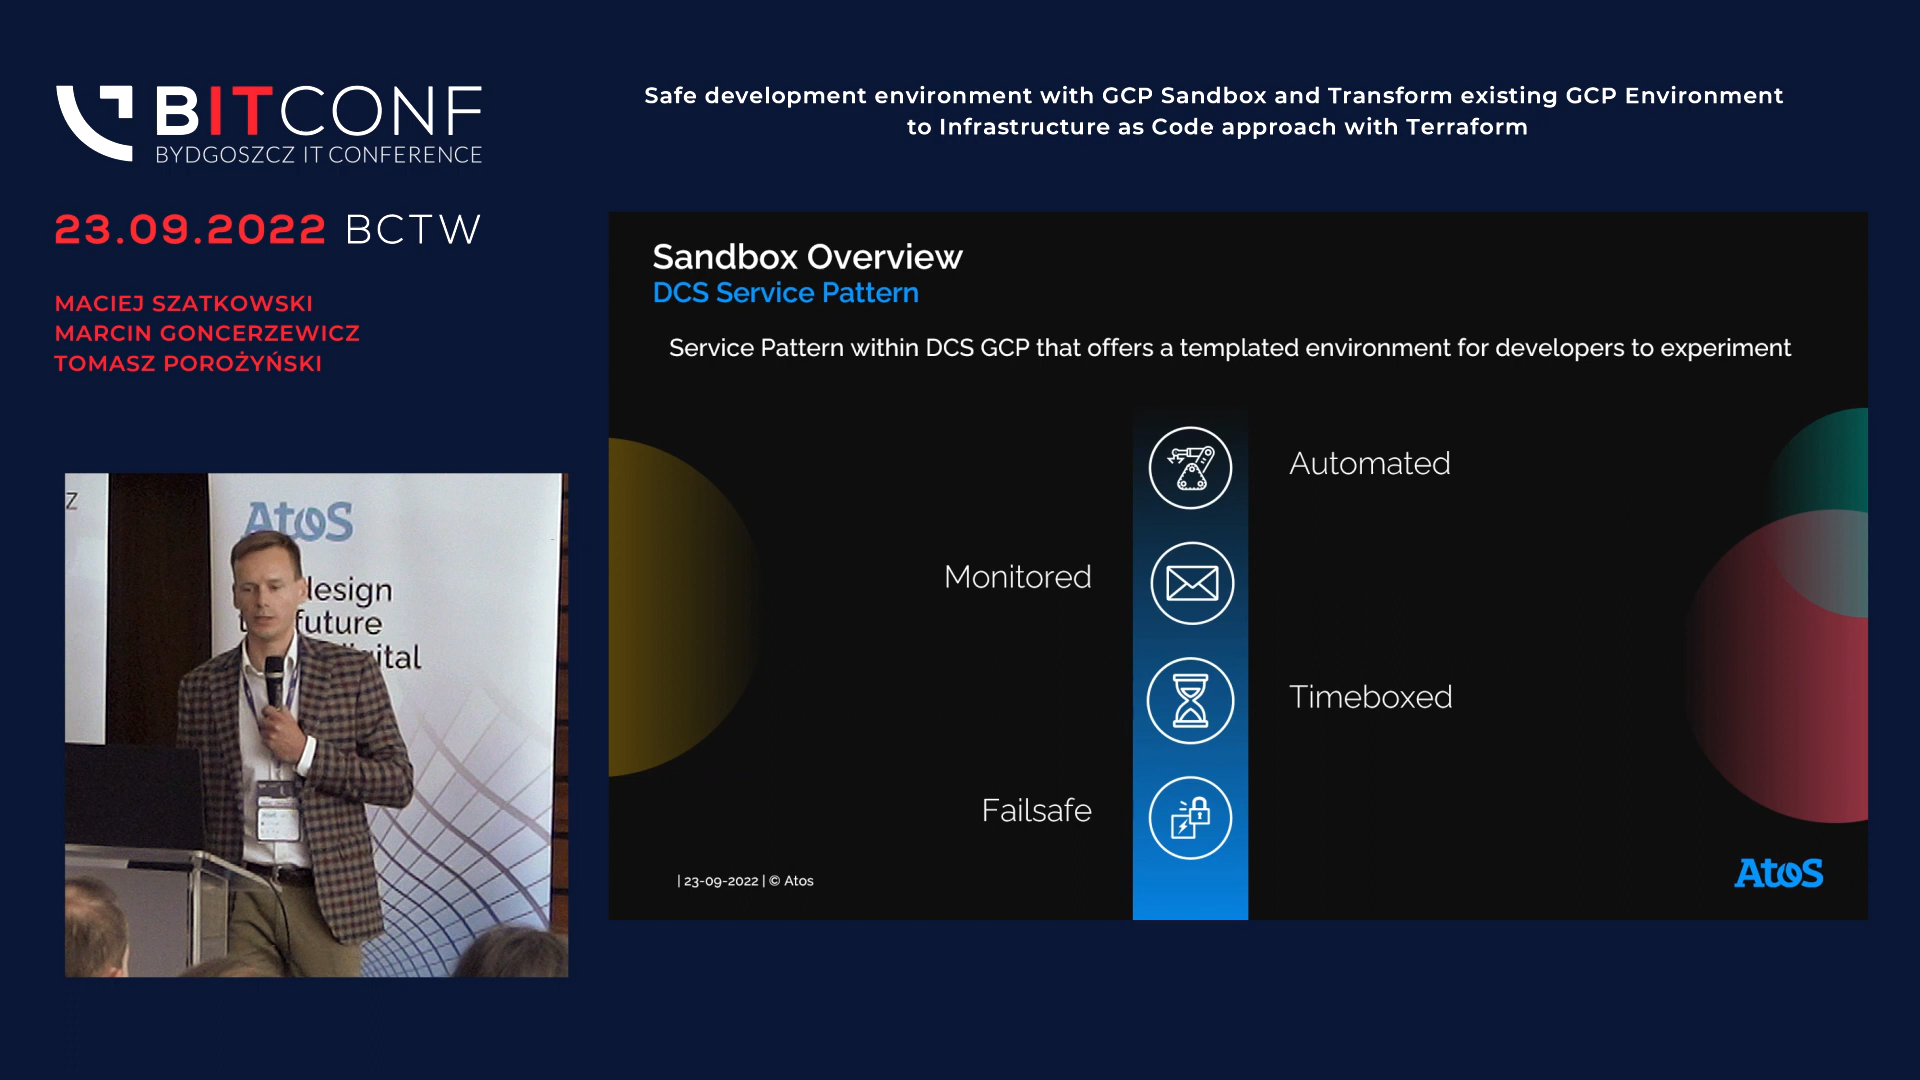 BITCONF
BYDGOSZCZ IT CONFERENCE
23.09.2022 BCTW
MACIEJ SZATKOWSKI
MARCIN GONCERZEWICZ
TOMASZ POROŻYŃSKI
Safe development environment with GCP Sandbox and Transform existing GCP Environment
to Infrastructure as Code approach with Terraform
Z
Atos
design
future
Sandbox Overview
DCS Service Pattern
Service Pattern within DCS GCP that offers a templated environment for developers to experiment
Automated
Monitored
Timeboxed
Failsafe
| 23-09-2022 | © Atos
Atos